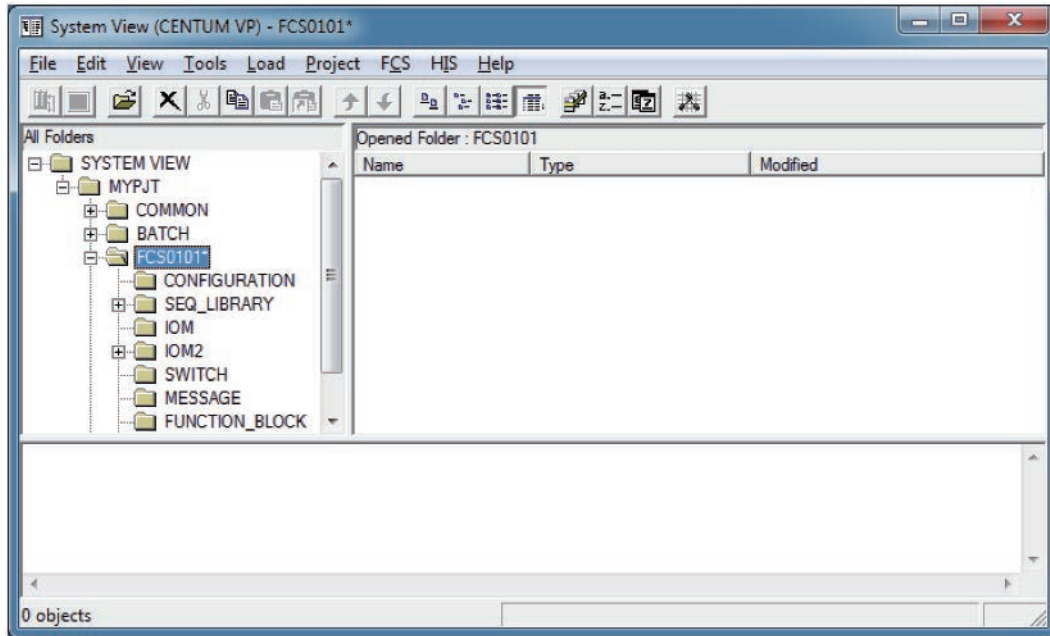 System View (CENTUM VP) - FCS0101*
File Edit View Tools Load Project FCS HIS Help
All Folders
Opened Folder : FCS0101
Name Type Modified
SYSTEM VIEW
MYPJT
COMMON
BATCH
FCS0101*
CONFIGURATION
SEQ_LIBRARY
IOM
IOM2
SWITCH
MESSAGE
FUNCTION_BLOCK
0 objects